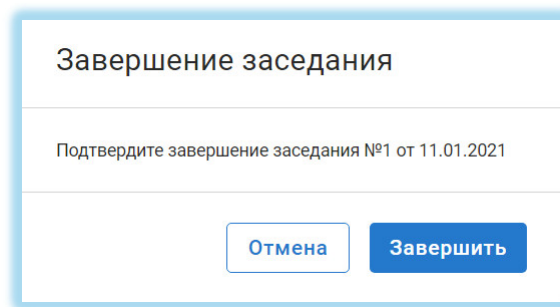 Завершение заседания
Подтвердите завершение заседания №1 от 11.01.2021
Отмена Завершить